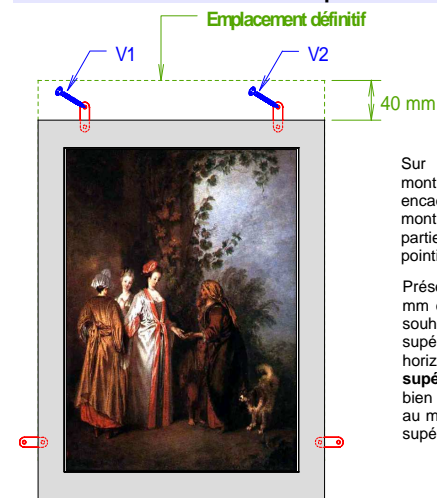 Emplacement définitif
V1
V2
40 mm
Sur
mont
encad
mont
partie
pointi
Prése
mm
souh
supé
horiz
supé
bien
au m
supé